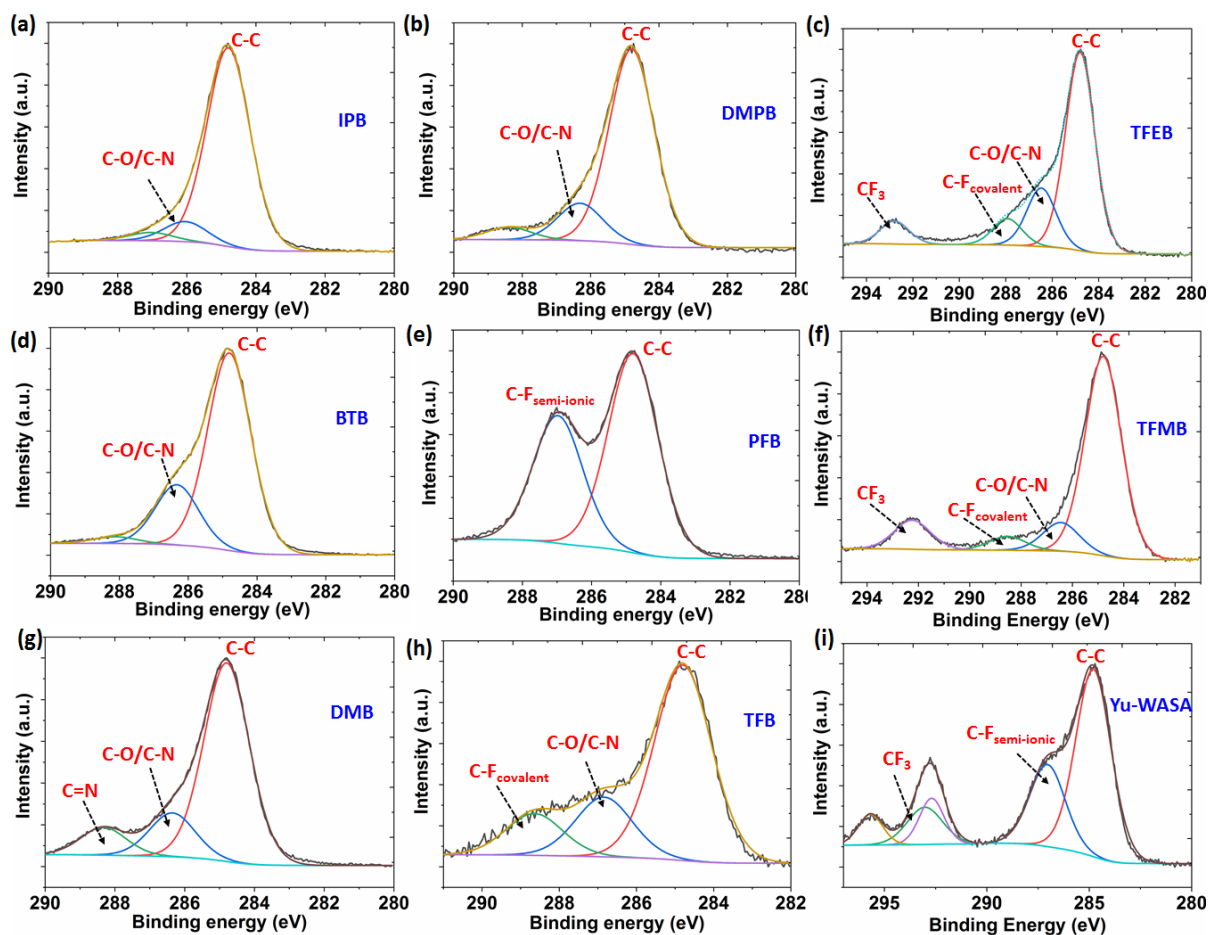 (a)
C-C
IPB
C-O/C-N
Intensity (a.u.)
290 288 286 284 282 280
Binding energy (eV)
(b)
C-C
DMPB
C-O/C-N
Intensity (a.u.)
290 288 286 284 282 280
Binding energy (eV)
(c)
C-C
TFEB
C-O/C-N
C-Fcovalent
CF3
Intensity (a.u.)
294 292 290 288 286 284 282 280
Binding energy (eV)
(d)
C-C
BTB
C-O/C-N
Intensity (a.u.)
290 288 286 284 282 280
Binding energy (eV)
(e)
C-C
C-Fsemi-ionic
PFB
Intensity (a.u.)
290 288 286 284 282 280
Binding energy (eV)
(f)
C-C
TFMB
C-O/C-N
CF3
C-Fcovalent
Intensity (a.u.)
294 292 290 288 286 284 282
Binding Energy (eV)
(g)
C-C
DMB
C-O/C-N
C=N
Intensity (a.u.)
290 288 286 284 282 280
Binding energy (eV)
(h)
C-C
TFB
C-O/C-N
C-Fcovalent
Intensity (a.u.)
290 288 286 284 282
Binding energy (eV)
(i)
C-C
Yu-WASA
C-Fsemi-ionic
CF3
Intensity (a.u.)
295 290 285 280
Binding Energy (eV)